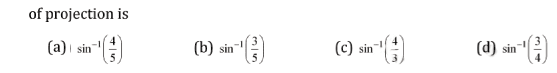 of projection is
(a) sin⁻¹(4/5) (b) sin⁻¹(3/5) (c) sin⁻¹(4/3) (d) sin⁻¹(3/4)